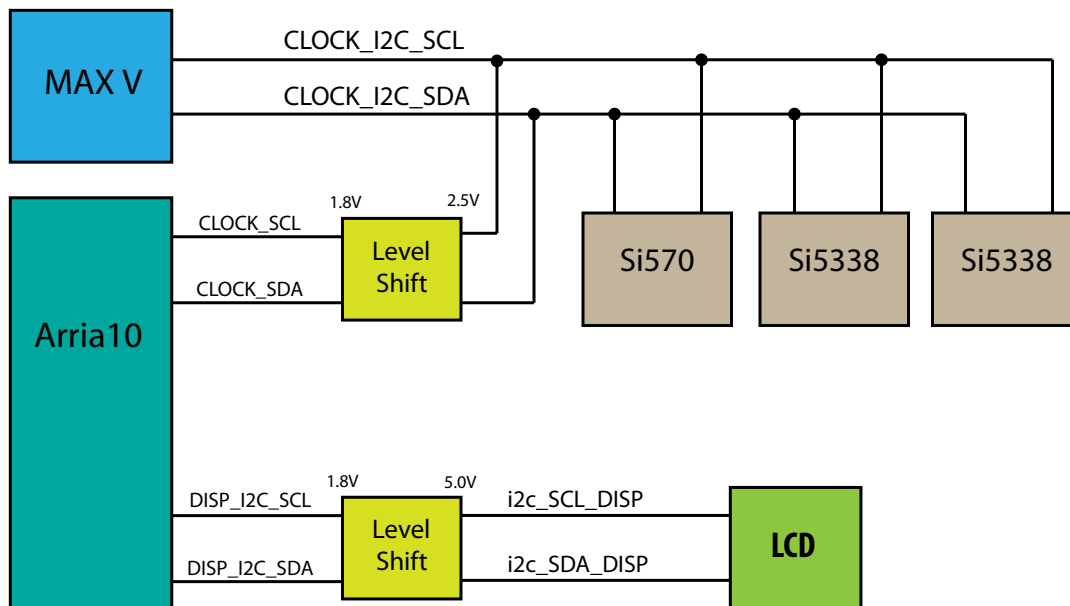 CLOCK_I2C_SCL
MAX V
CLOCK_I2C_SDA
1.8V
2.5V
CLOCK_SCL
Level
Shift
CLOCK_SDA
Si570
Si5338
Si5338
Arria10
1.8V
5.0V
DISP_I2C_SCL
i2c_SCL_DISP
Level
Shift
LCD
DISP_I2C_SDA
i2c_SDA_DISP